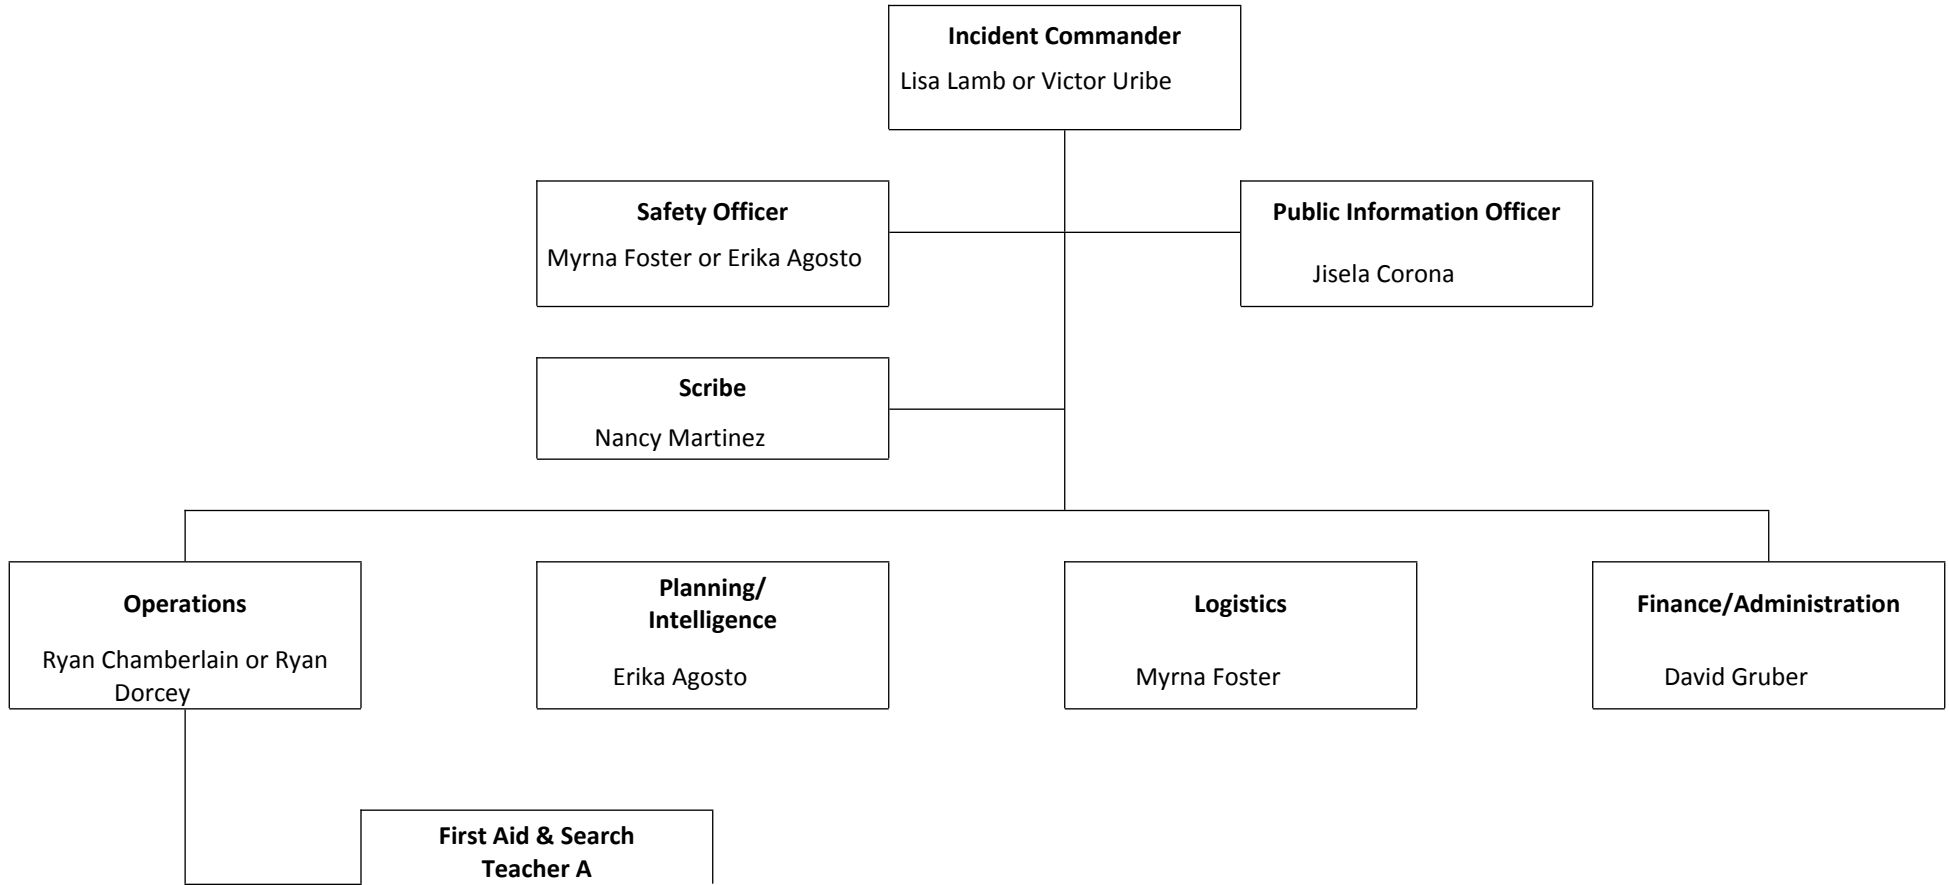 Incident Commander
Lisa Lamb or Victor Uribe
Safety Officer
Myrna Foster or Erika Agosto
Public Information Officer
Jisela Corona
Scribe
Nancy Martinez
Operations
Ryan Chamberlain or Ryan
Dorcey
Planning/
Intelligence
Erika Agosto
Logistics
Myrna Foster
Finance/Administration
David Gruber
First Aid & Search
Teacher A